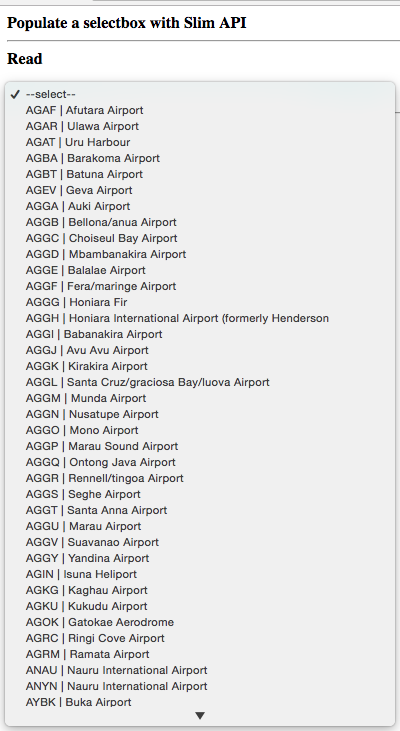 Populate a selectbox with Slim API
Read
--select--
AGAF | Afutara Airport
AGAR | Ulawa Airport
AGAT | Uru Harbour
AGBA | Barakoma Airport
AGBT | Batuna Airport
AGEV | Geva Airport
AGGA | Auki Airport
AGGB | Bellona/anua Airport
AGGC | Choiseul Bay Airport
AGGD | Mbambanakira Airport
AGGE | Balalae Airport
AGGF | Fera/maringe Airport
AGGG | Honiara Fir
AGGH | Honiara International Airport (formerly Henderson
AGGI | Babanakira Airport
AGGJ | Avu Avu Airport
AGGK | Kirakira Airport
AGGL | Santa Cruz/graciosa Bay/luova Airport
AGGM | Munda Airport
AGGN | Nusatupe Airport
AGGO | Mono Airport
AGGP | Marau Sound Airport
AGGQ | Ontong Java Airport
AGGR | Rennell/tingoa Airport
AGGS | Seghe Airport
AGGT | Santa Anna Airport
AGGU | Marau Airport
AGGV | Suavanao Airport
AGGY | Yandina Airport
AGIN | Isuna Heliport
AGKG | Kaghau Airport
AGKU | Kukudu Airport
AGOK | Gatokae Aerodrome
AGRC | Ringi Cove Airport
AGRM | Ramata Airport
ANAU | Nauru International Airport
ANYN | Nauru International Airport
AYBK | Buka Airport